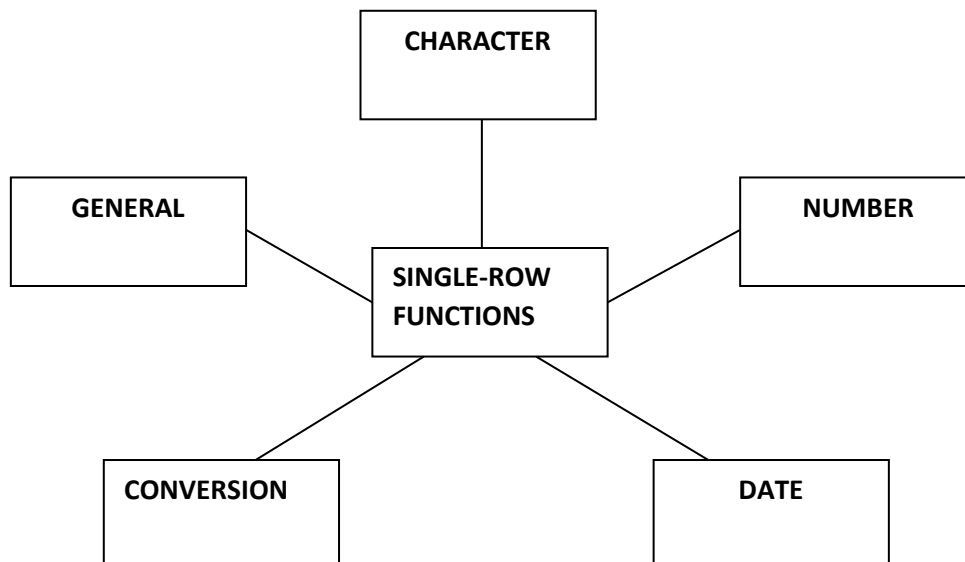 CHARACTER
GENERAL
NUMBER
SINGLE-ROW
FUNCTIONS
CONVERSION
DATE